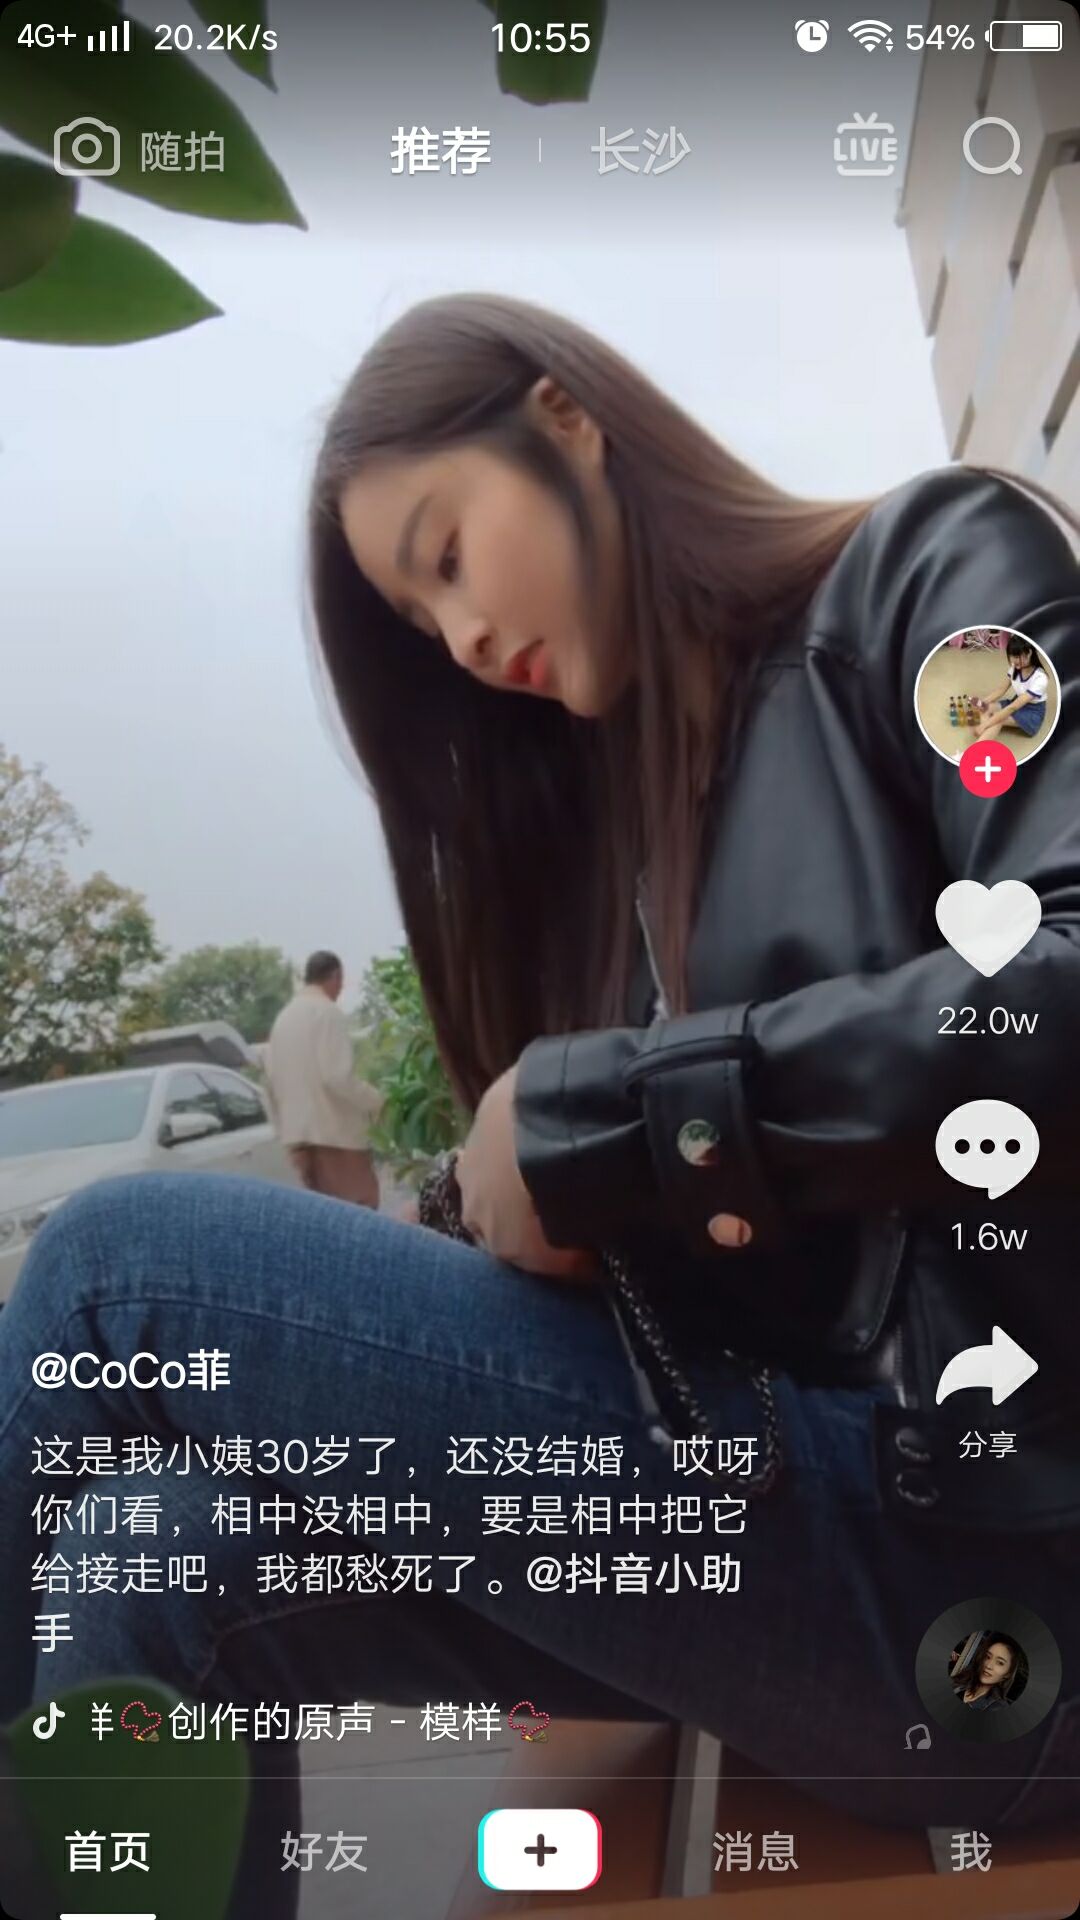 4G+ 20.2K/s 10:55 54%
随拍 推荐 长沙 LIVE
22.0w
1.6w
分享
@CoCo菲
这是我小姨30岁了，还没结婚，哎呀
你们看，相中没相中，要是相中把它
给接走吧，我都愁死了。@抖音小助
手
创作的原声 - 模样
首页 好友 消息 我